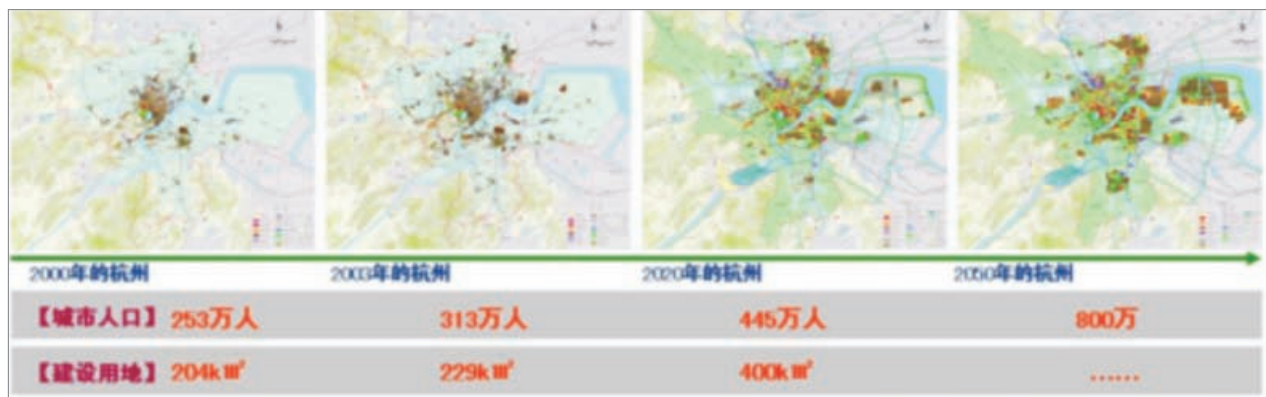 2000年的杭州 2003年的杭州 2020年的杭州 2050年的杭州
【城市人口】 253万人 313万人 445万人 800万
【建设用地】 204km² 229km² 400km² ……